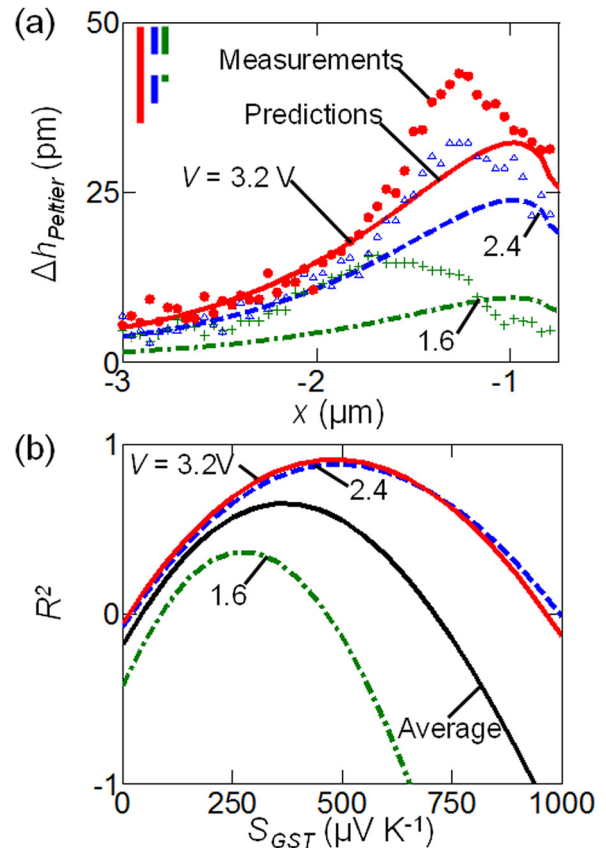 (a)
50
Measurements
Predictions
V = 3.2 V
25
2.4
1.6
0
-3
-2
-1
x (μm)
Δh_Peltier (pm)
(b)
1
V = 3.2V
2.4
1.6
0
Average
-1
0
250
500
750
1000
R²
S_GST (μV K⁻¹)